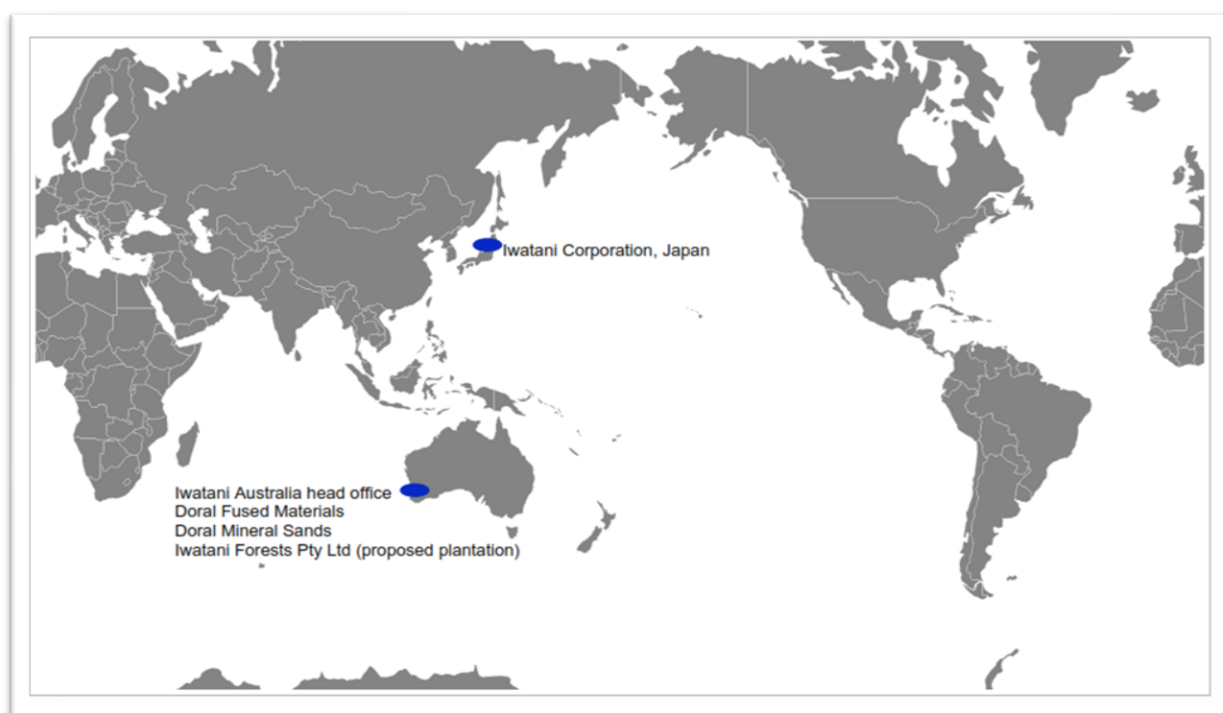 Iwatani Corporation, Japan
Iwatani Australia head office
Doral Fused Materials
Doral Mineral Sands
Iwatani Forests Pty Ltd (proposed plantation)